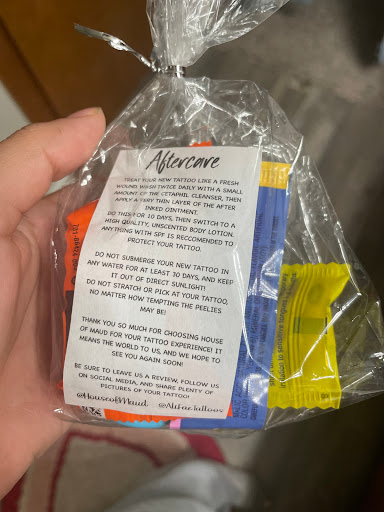 Aftercare
TREAT YOUR NEW TATTOO LIKE A FRESH
WOUND. WASH TWICE DAILY WITH A SMALL
AMOUNT OF THE CETAPHIL CLEANSER, THEN
APPLY A VERY THIN LAYER OF THE AFTER
INKED OINTMENT.
DO THIS FOR 10 DAYS, THEN SWITCH TO A
HIGH QUALITY, UNSCENTED BODY LOTION.
ANYTHING WITH SPF IS RECCOMENDED TO
PROTECT YOUR TATTOO.
DO NOT SUBMERGE YOUR NEW TATTOO IN
ANY WATER FOR AT LEAST 30 DAYS, AND KEEP
IT OUT OF DIRECT SUNLIGHT!
DO NOT STRATCH OR PICK AT YOUR TATTOO,
NO MATTER HOW TEMPTING THE PEELIES
MAY BE!
THANK YOU SO MUCH FOR CHOOSING HOUSE
OF MAUD FOR YOUR TATTOO EXPERIENCE! IT
MEANS THE WORLD TO US, AND WE HOPE TO
SEE YOU AGAIN SOON!
BE SURE TO LEAVE US A REVIEW, FOLLOW US
ON SOCIAL MEDIA, AND SHARE PLENTY OF
PICTURES OF YOUR TATTOO!
@HouseofMaud @AliFacTattoos